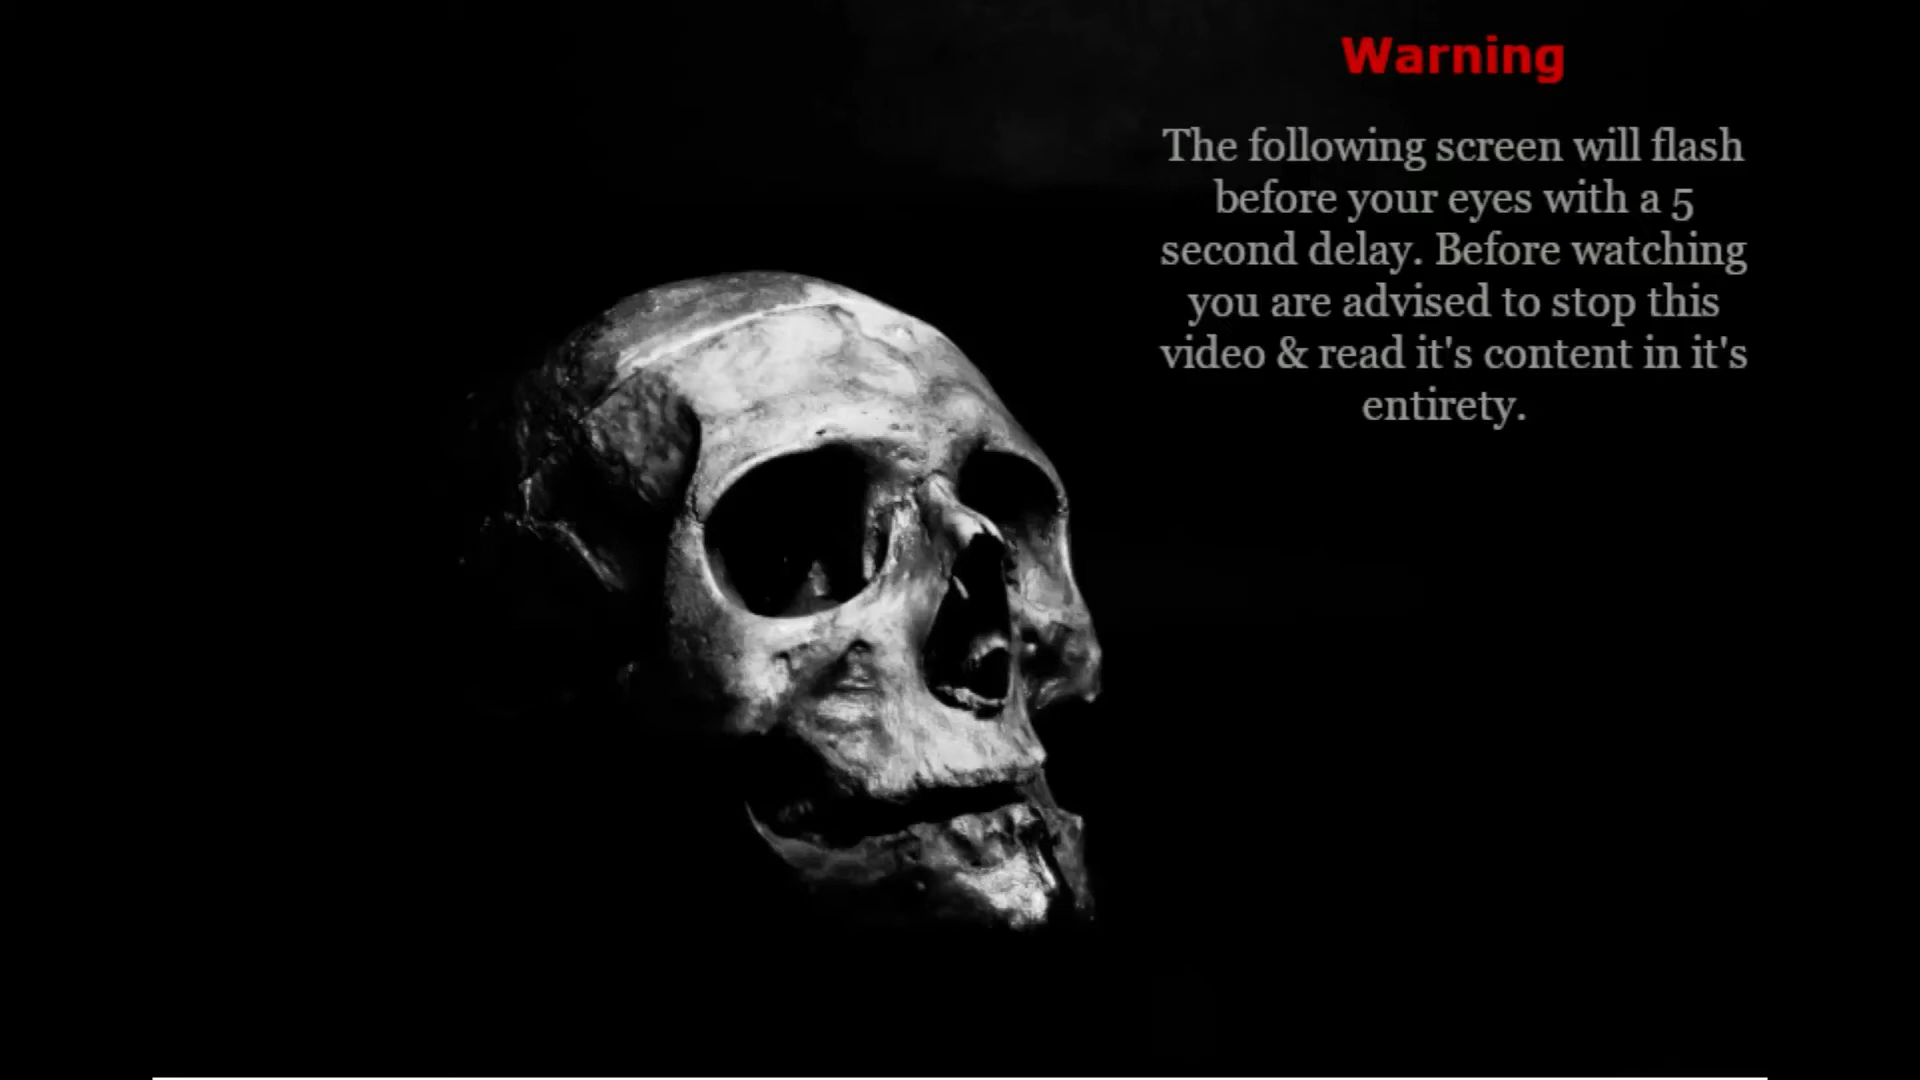 Warning
The following screen will flash
before your eyes with a 5
second delay. Before watching
you are advised to stop this
video & read it's content in it's
entirety.